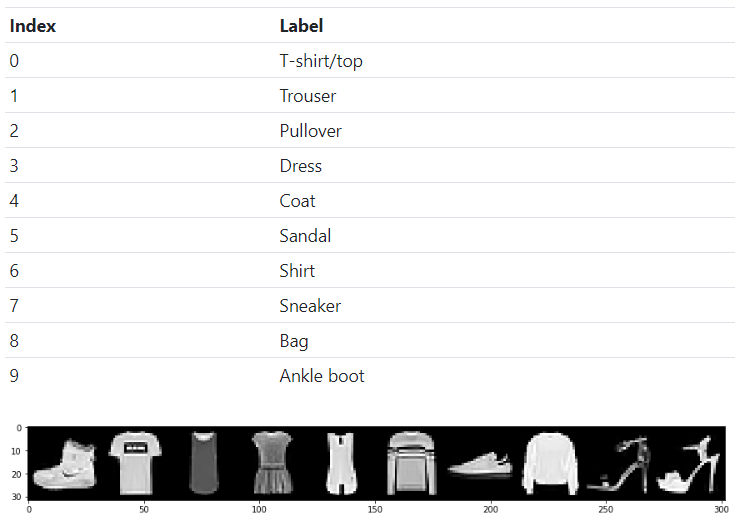 Index Label
0 T-shirt/top
1 Trouser
2 Pullover
3 Dress
4 Coat
5 Sandal
6 Shirt
7 Sneaker
8 Bag
9 Ankle boot
0
10
20
30
0 50 100 150 200 250 300